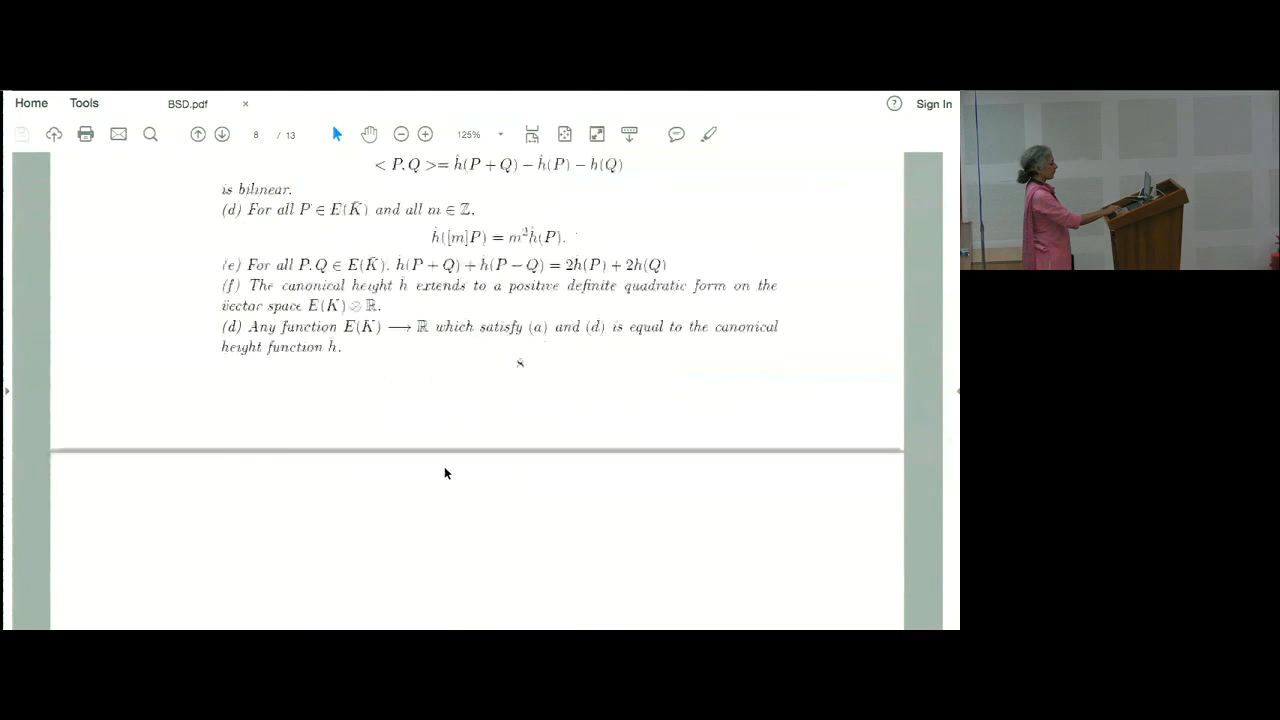 Home Tools BSD.pdf × ? Sign In
8 / 13 125%
< P, Q >= ĥ(P + Q) − ĥ(P) − ĥ(Q)
is bilinear.
(d) For all P ∈ E(K̄) and all m ∈ ℤ,
ĥ([m]P) = m²ĥ(P).
(e) For all P, Q ∈ E(K̄), ĥ(P + Q) + ĥ(P − Q) = 2ĥ(P) + 2ĥ(Q)
(f) The canonical height ĥ extends to a positive definite quadratic form on the
vector space E(K) ⊗ ℝ.
(d) Any function E(K̄) ⟶ ℝ which satisfy (a) and (d) is equal to the canonical
height function ĥ.
8